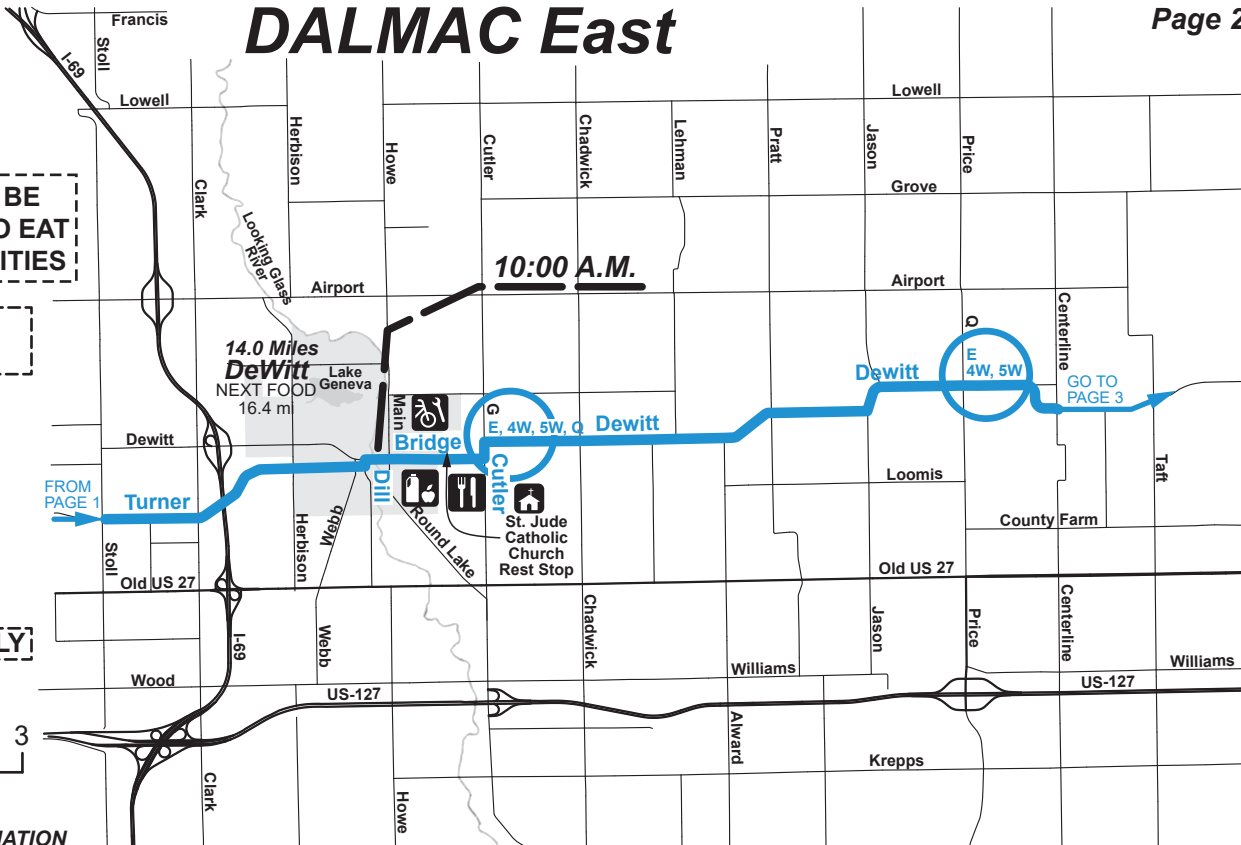 DALMAC East
Page 2
Francis
Stoll
I-69
Lowell
Lowell
Herbison
Howe
Cutler
Chadwick
Lehman
Pratt
Jason
Price
BE
EAT
Clark
Grove
Looking Glass
River
10:00 A.M.
Airport
Airport
Centerline
Q
14.0 Miles
DeWitt
NEXT FOOD
16.4 mi
Lake
Geneva
E
4W, 5W
Dewitt
GO TO
PAGE 3
Main
G
E, 4W, 5W, Q
Dewitt
Dewitt
Bridge
Cutler
Dill
Taft
Loomis
FROM
PAGE 1
Turner
Webb
Herbison
Round Lake
St. Jude
Catholic
Church
Rest Stop
County Farm
Stoll
Old US 27
Old US 27
Chadwick
Jason
Price
Centerline
I-69
Webb
Williams
Williams
Wood
US-127
US-127
Alward
3
Krepps
Clark
Howe